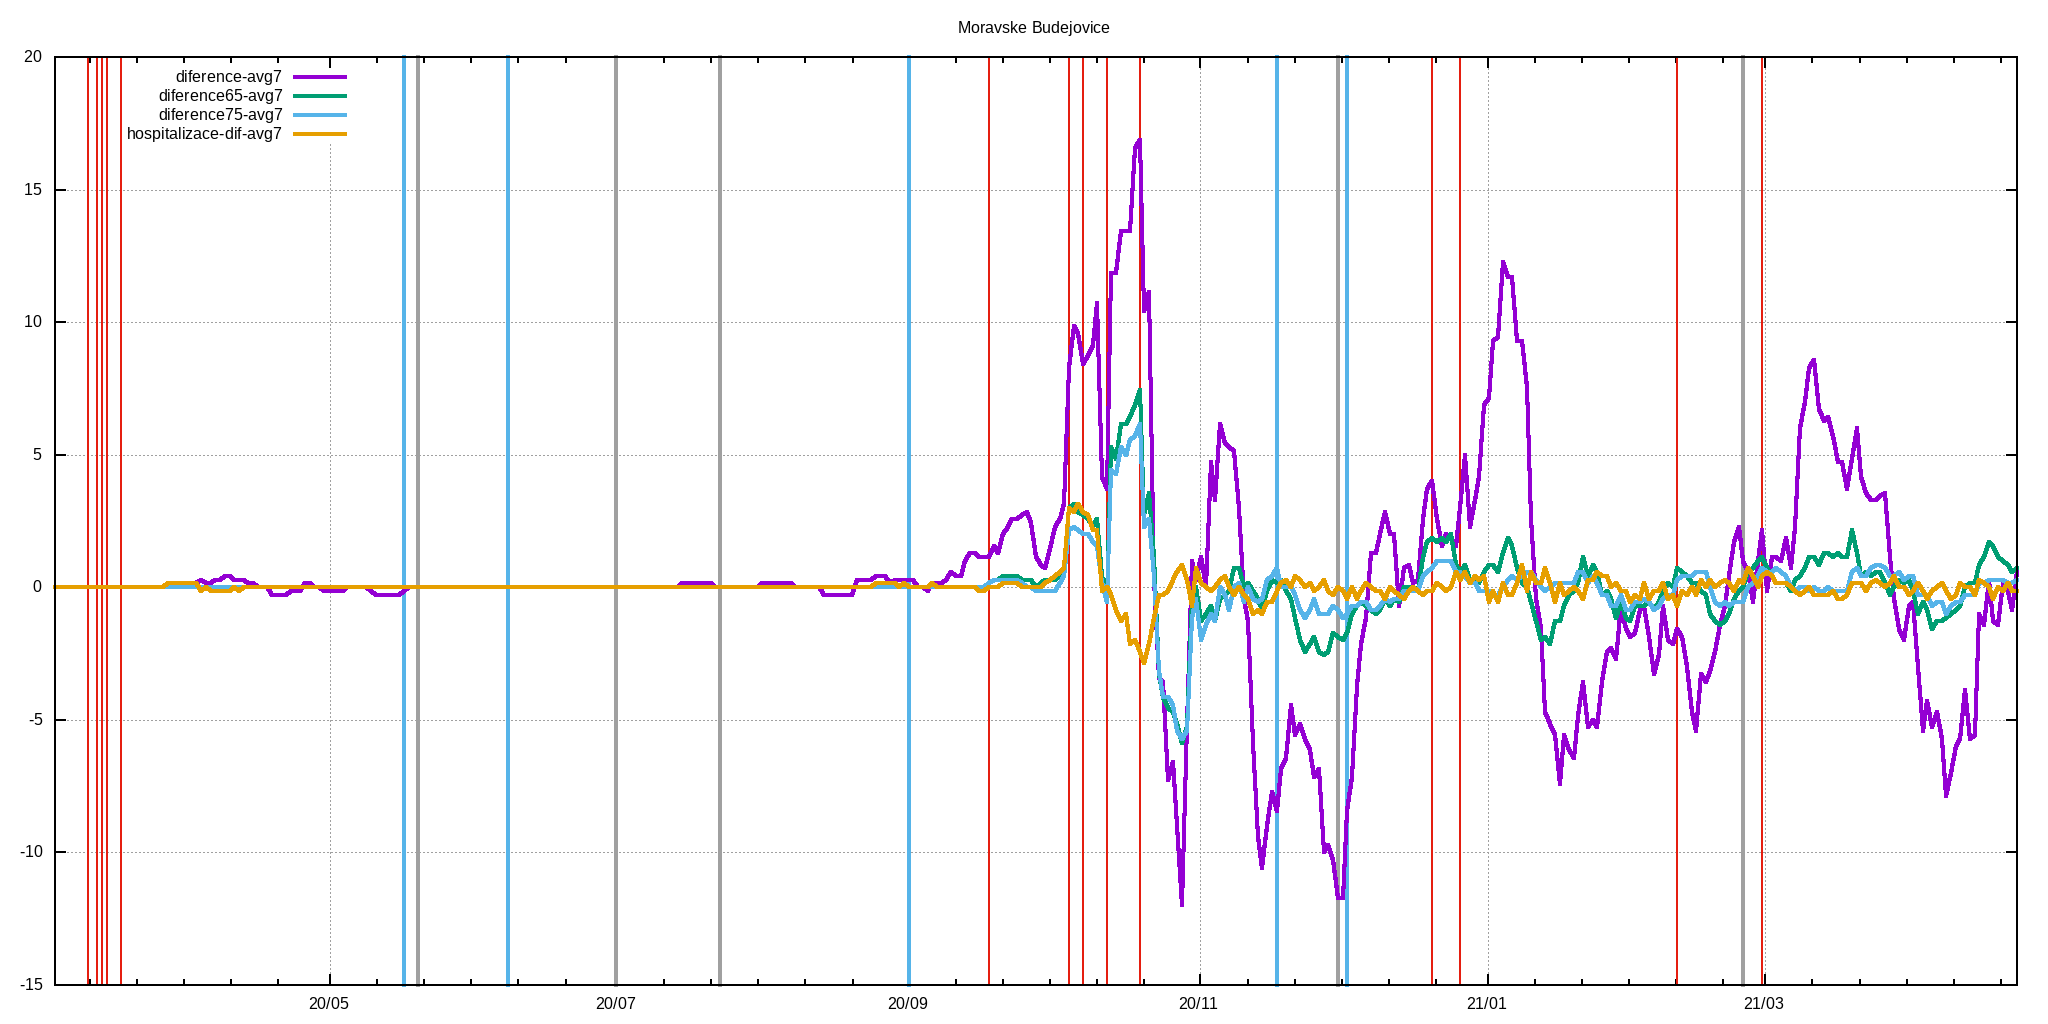 Moravske Budejovice
20
15
10
5
0
-5
-10
-15
diference-avg7
diference65-avg7
diference75-avg7
hospitalizace-dif-avg7
20/05 20/07 20/09 20/11 21/01 21/03